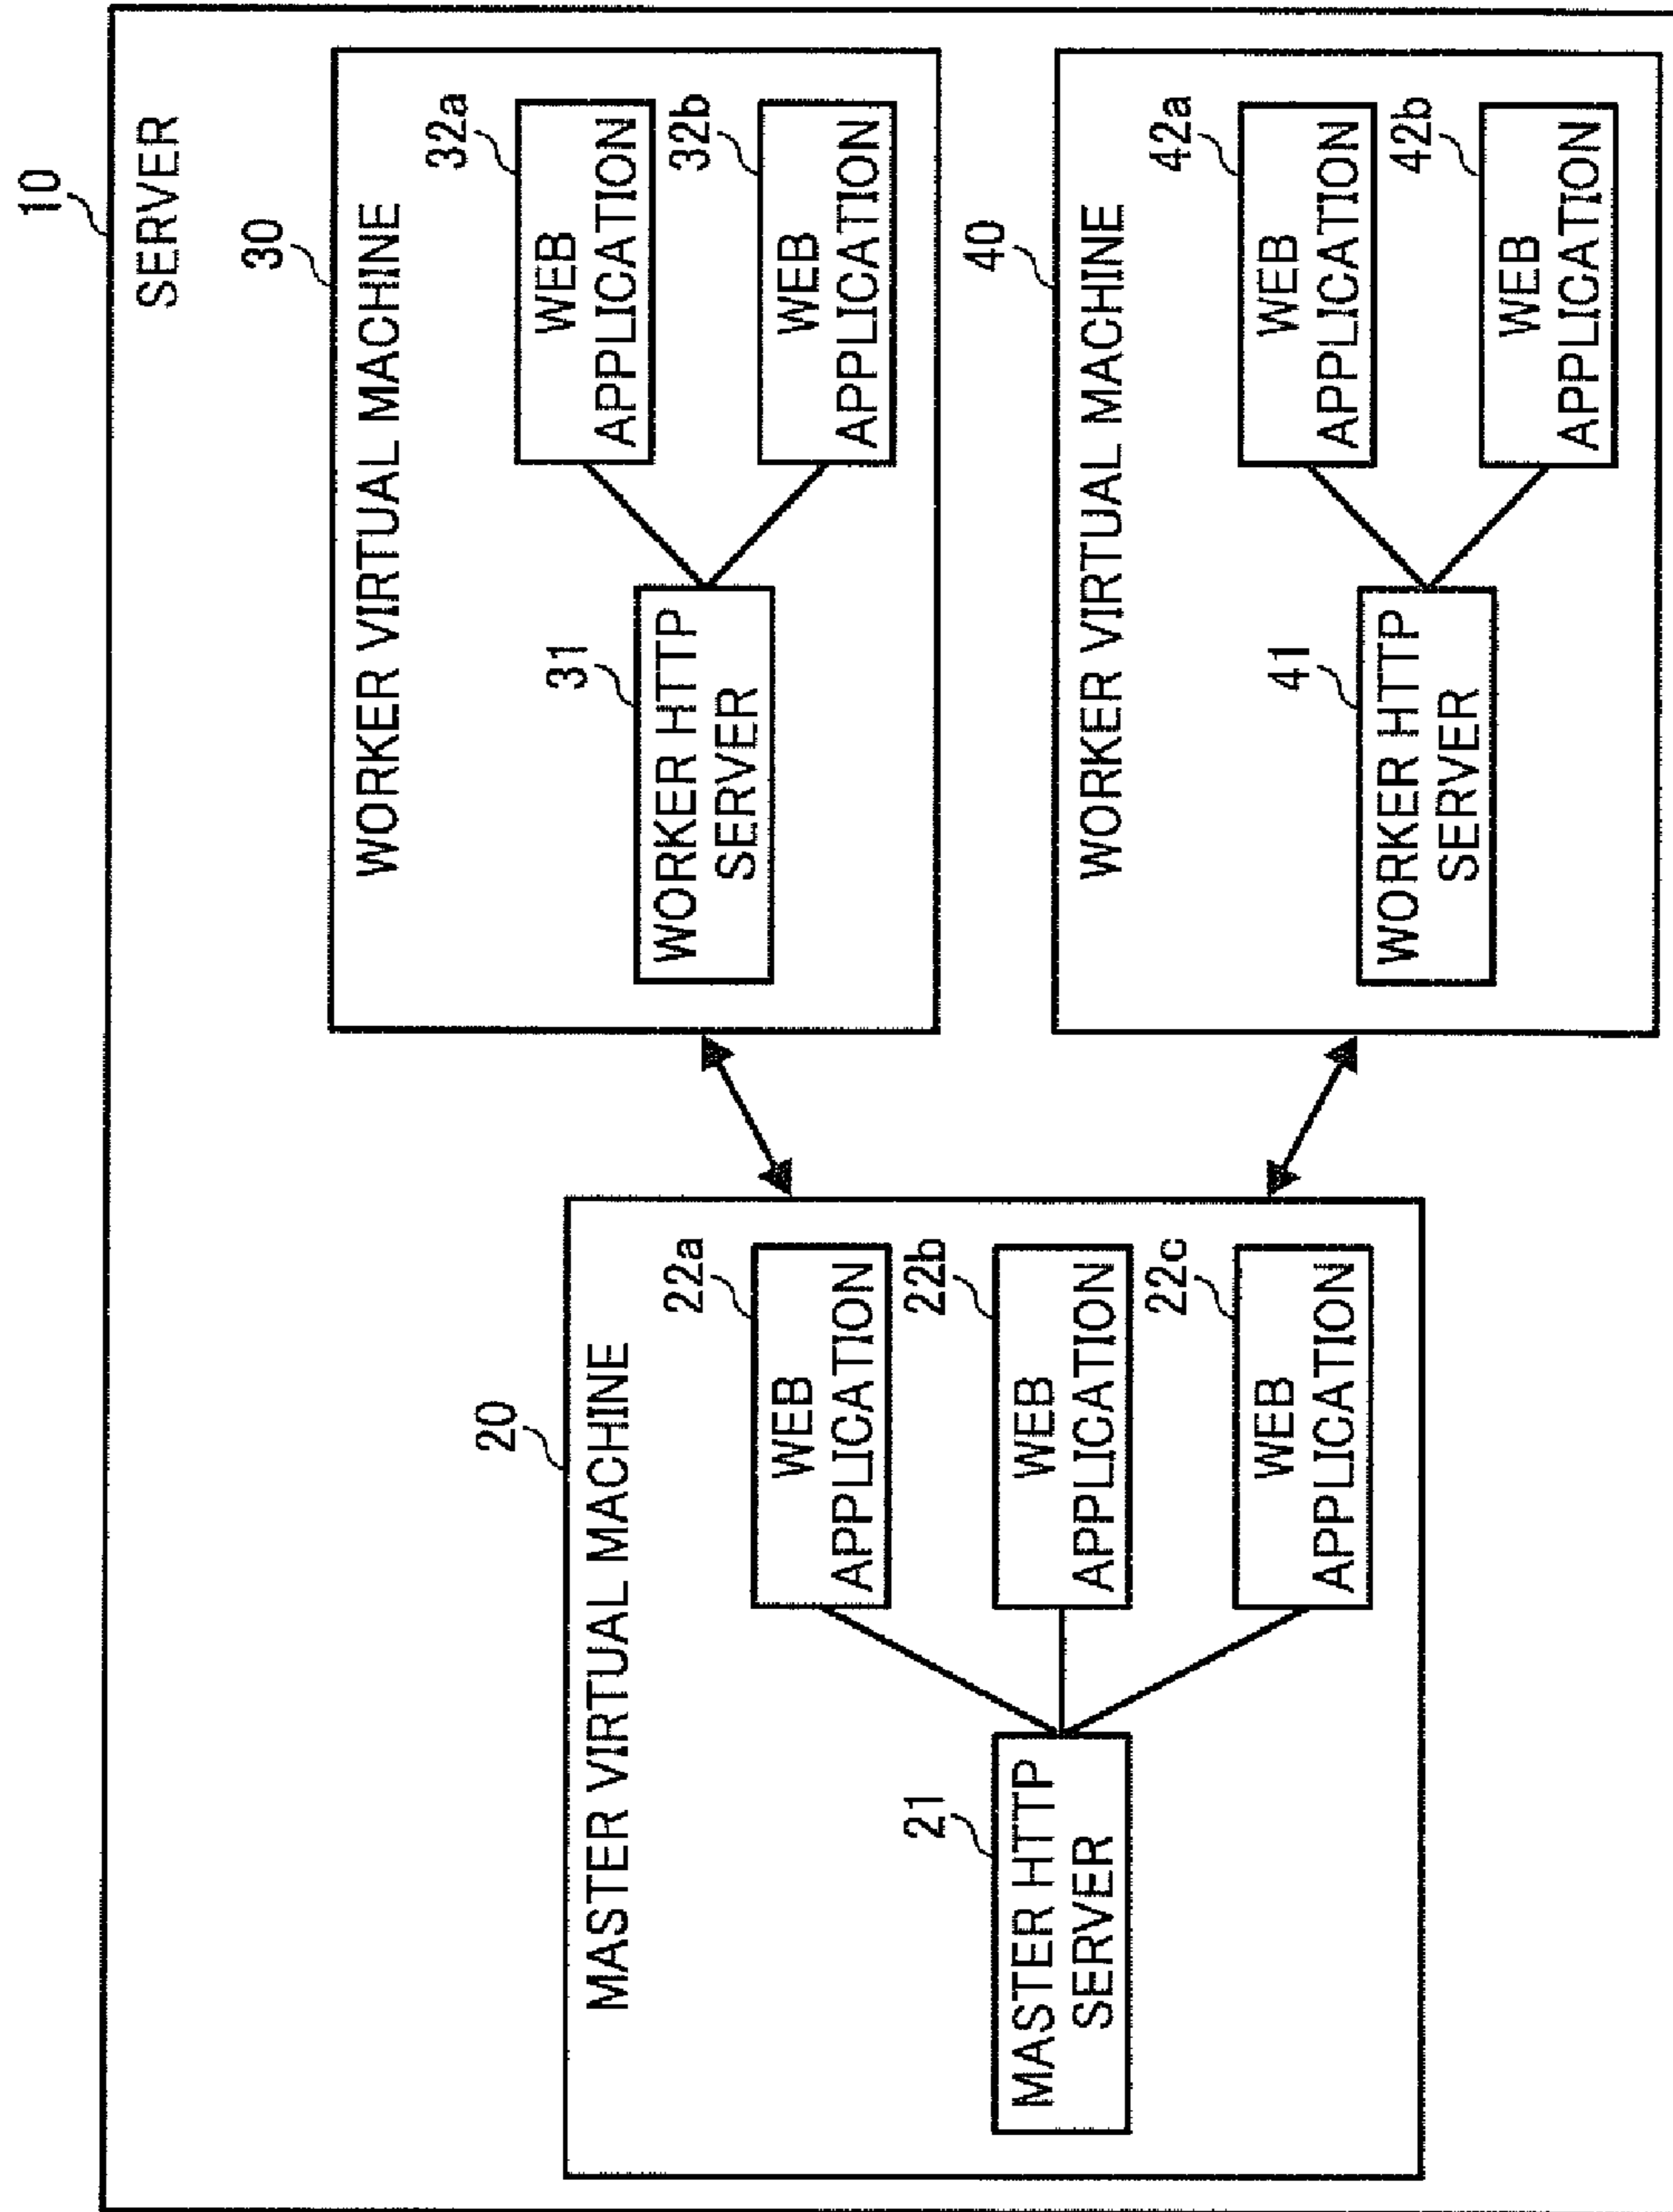 10
SERVER
20
MASTER VIRTUAL MACHINE
21
MASTER HTTP
SERVER
22a
WEB
APPLICATION
22b
WEB
APPLICATION
22c
WEB
APPLICATION
30
WORKER VIRTUAL MACHINE
31
WORKER HTTP
SERVER
32a
WEB
APPLICATION
32b
WEB
APPLICATION
40
WORKER VIRTUAL MACHINE
41
WORKER HTTP
SERVER
42a
WEB
APPLICATION
42b
WEB
APPLICATION